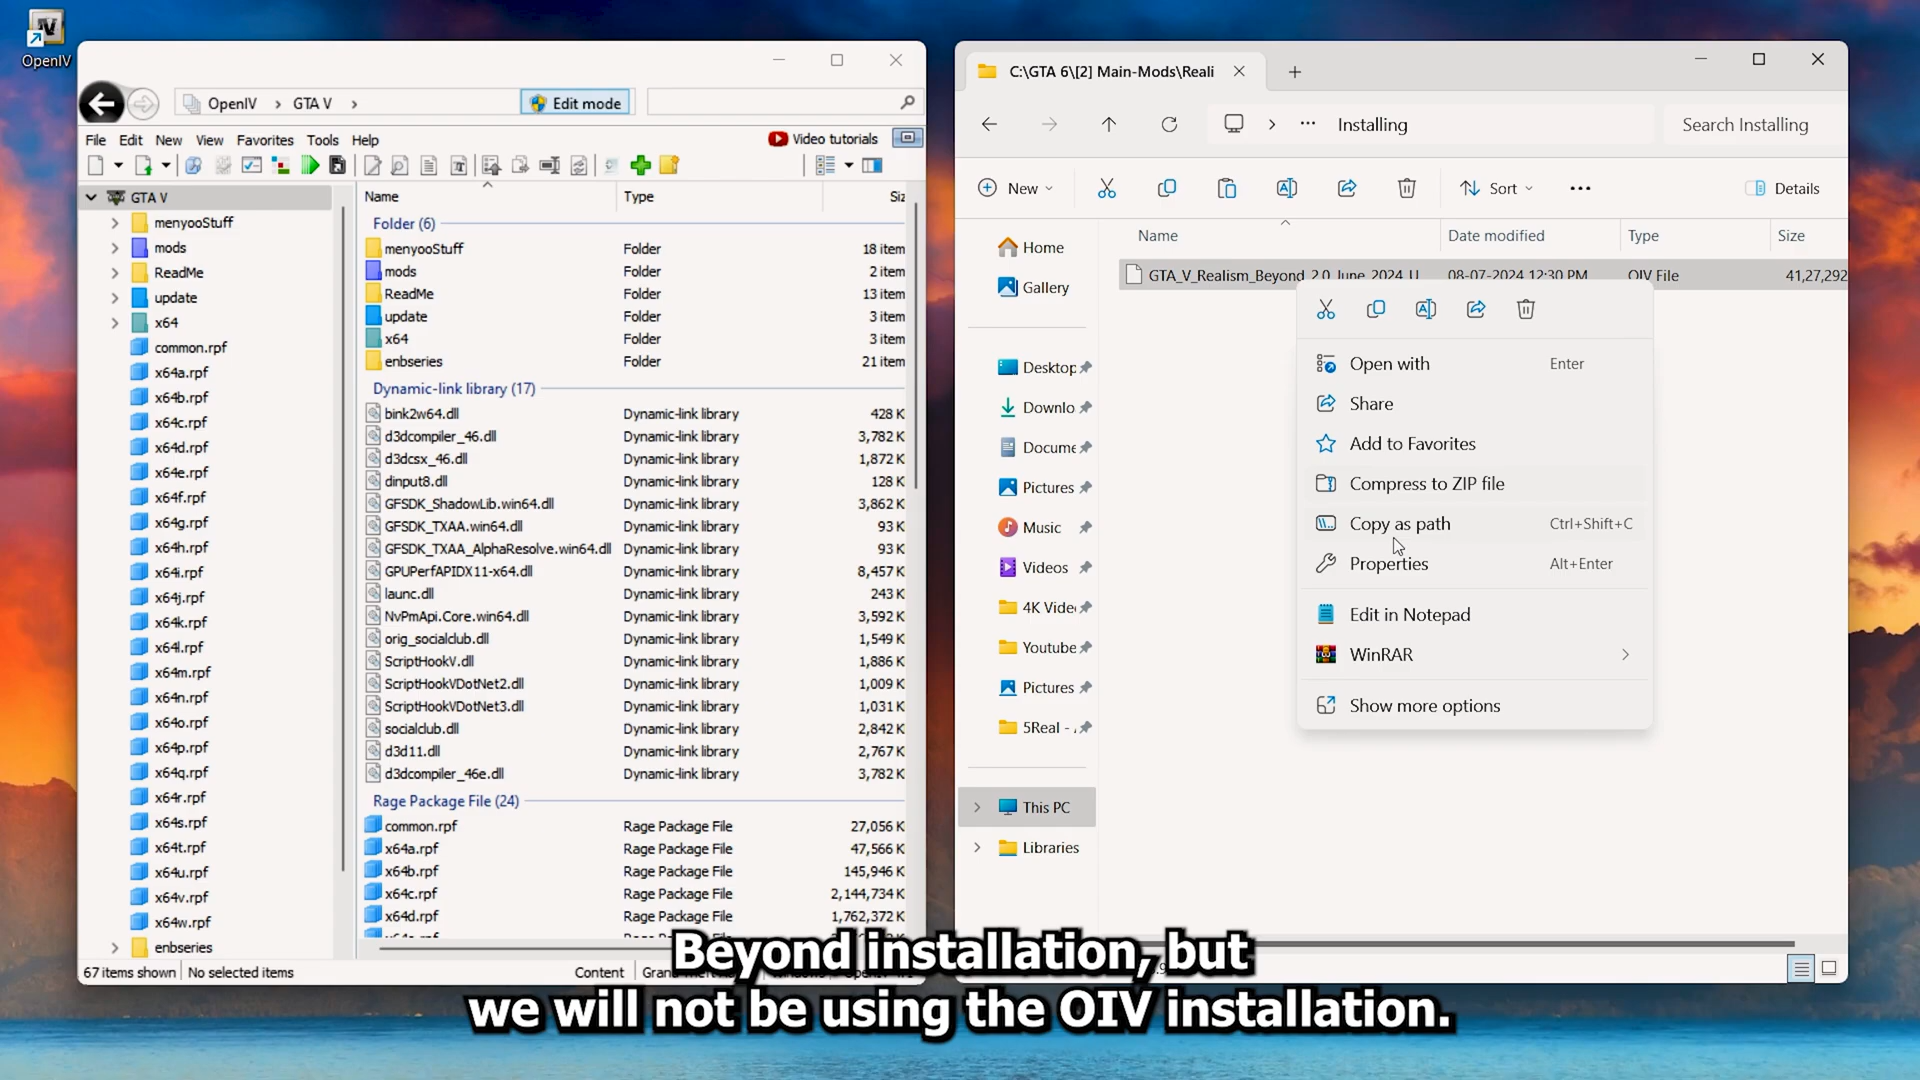 OpenIV
OpenIV
GTA V
Edit mode
File
Edit
New
View
Favorites
Tools
Help
Video tutorials
GTA V
menyooStuff
mods
ReadMe
update
x64
common.rpf
x64a.rpf
x64b.rpf
x64c.rpf
x64d.rpf
x64e.rpf
x64f.rpf
x64g.rpf
x64h.rpf
x64i.rpf
x64j.rpf
x64k.rpf
x64l.rpf
x64m.rpf
x64n.rpf
x64o.rpf
x64p.rpf
x64q.rpf
x64r.rpf
x64s.rpf
x64t.rpf
x64u.rpf
x64v.rpf
x64w.rpf
enbseries
Name Type Siz
Folder (6)
menyooStuff Folder 18 item
mods Folder 2 item
ReadMe Folder 13 item
update Folder 3 item
x64 Folder 3 item
enbseries Folder 21 item
Dynamic-link library (17)
bink2w64.dll Dynamic-link library 428 K
d3dcompiler_46.dll Dynamic-link library 3,782 K
d3dcsx_46.dll Dynamic-link library 1,872 K
dinput8.dll Dynamic-link library 128 K
GFSDK_ShadowLib.win64.dll Dynamic-link library 3,862 K
GFSDK_TXAA.win64.dll Dynamic-link library 93 K
GFSDK_TXAA_AlphaResolve.win64.dll Dynamic-link library 93 K
GPUPerfAPIDX11-x64.dll Dynamic-link library 8,457 K
launc.dll Dynamic-link library 243 K
NvPmApi.Core.win64.dll Dynamic-link library 3,592 K
orig_socialclub.dll Dynamic-link library 1,549 K
ScriptHookV.dll Dynamic-link library 1,886 K
ScriptHookVDotNet2.dll Dynamic-link library 1,009 K
ScriptHookVDotNet3.dll Dynamic-link library 1,031 K
socialclub.dll Dynamic-link library 2,842 K
d3d11.dll Dynamic-link library 2,767 K
d3dcompiler_46e.dll Dynamic-link library 3,782 K
Rage Package File (24)
common.rpf Rage Package File 27,056 K
x64a.rpf Rage Package File 47,566 K
x64b.rpf Rage Package File 145,946 K
x64c.rpf Rage Package File 2,144,734 K
x64d.rpf Rage Package File 1,762,372 K
67 items shown No selected items Content
C:\GTA 6\[2] Main-Mods\Reali
Installing
Search Installing
New
Sort
Details
Name Date modified Type Size
GTA_V_Realism_Beyond_2.0_June_2024_U 08-07-2024 12:30 PM OIV File 41,27,292
Home
Gallery
Desktop
Downlo
Docume
Pictures
Music
Videos
4K Vide
Youtube
Pictures
5Real -
This PC
Libraries
Open with Enter
Share
Add to Favorites
Compress to ZIP file
Copy as path Ctrl+Shift+C
Properties Alt+Enter
Edit in Notepad
WinRAR
Show more options
Beyond installation, but
we will not be using the OIV installation.